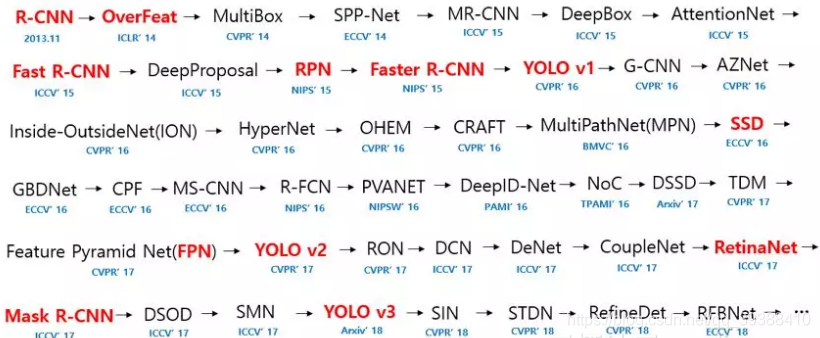 R-CNN → OverFeat → MultiBox → SPP-Net → MR-CNN → DeepBox → AttentionNet →
2013.11 ICLR' 14 CVPR' 14 ECCV' 14 ICCV' 15 ICCV' 15 ICCV' 15
Fast R-CNN → DeepProposal → RPN → Faster R-CNN → YOLO v1 → G-CNN → AZNet →
ICCV' 15 ICCV' 15 NIPS' 15 NIPS' 15 CVPR' 16 CVPR' 16 CVPR' 16
Inside-OutsideNet(ION) → HyperNet → OHEM → CRAFT → MultiPathNet(MPN) → SSD →
CVPR' 16 CVPR' 16 CVPR' 16 CVPR' 16 BMVC' 16 ECCV' 16
GBDNet → CPF → MS-CNN → R-FCN → PVANET → DeepID-Net → NoC → DSSD → TDM →
ECCV' 16 ECCV' 16 ECCV' 16 NIPS' 16 NIPSW' 16 PAMI' 16 TPAMI' 16 Arxiv' 17 CVPR' 17
Feature Pyramid Net(FPN) → YOLO v2 → RON → DCN → DeNet → CoupleNet → RetinaNet →
CVPR' 17 CVPR' 17 CVPR' 17 ICCV' 17 ICCV' 17 ICCV' 17 ICCV' 17
Mask R-CNN → DSOD → SMN → YOLO v3 → SIN → STDN → RefineDet → RFBNet → ⋯
ICCV' 17 ICCV' 17 ICCV' 17 Arxiv' 18 CVPR' 18 CVPR' 18 CVPR' 18 ECCV' 18